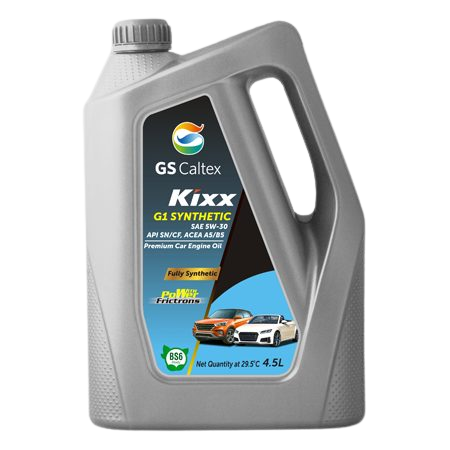 GS Caltex
Kixx
G1 SYNTHETIC
SAE 5W-30
API SN/CF, ACEA A5/B5
Premium Car Engine Oil
Fully Synthetic
With
PoWer
Frictrons
BS6
Net Quantity at 29.5°C 4.5L